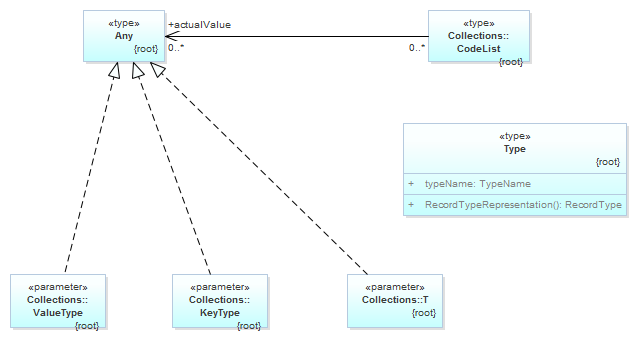 «type»
Any
{root}
+actualValue
0..*
0..*
«type»
Collections::
CodeList
{root}
«type»
Type
{root}
+ typeName: TypeName
+ RecordTypeRepresentation(): RecordType
«parameter»
Collections::
ValueType
{root}
«parameter»
Collections::
KeyType
{root}
«parameter»
Collections::T
{root}